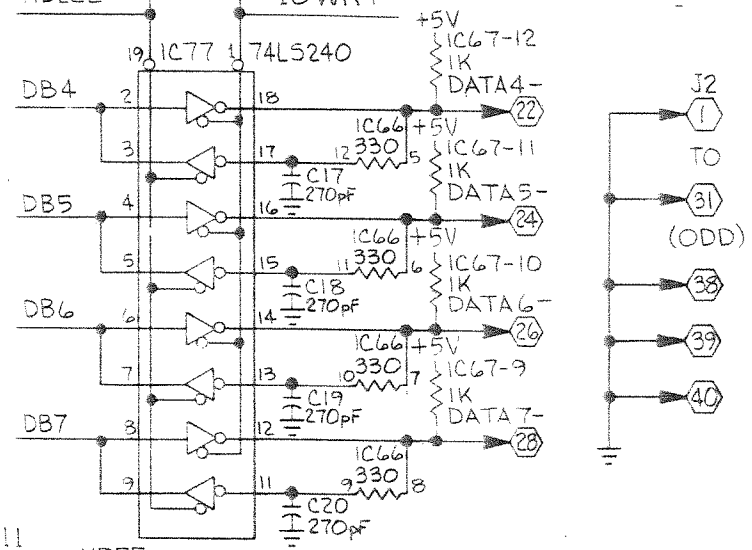 IOWRT
+5V
19 IC77 1 74LS240
IC67-12
1K
DB4 2 18 DATA4- 22
J2
1
IC66 +5V
3 17 12 330 5 IC67-11
C17 1K
270pF DATA5-
TO
DB5 4 16 24
31
(ODD)
IC66 +5V
5 15 11 330 6 IC67-10
C18 1K
270pF DATA6-
38
DB6 6 14 26
39
IC66 +5V
7 13 10 330 7 IC67-9
C19 1K
270pF DATA7-
40
DB7 8 12 28
IC66
9 11 9 330 8
C20
270pF
11